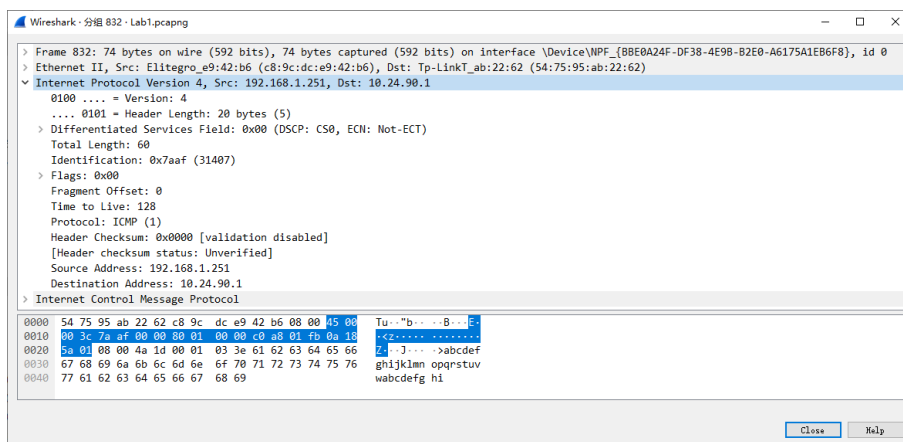 Wireshark · 分组 832 · Lab1.pcapng
> Frame 832: 74 bytes on wire (592 bits), 74 bytes captured (592 bits) on interface \Device\NPF_{BBE0A24F-DF38-4E9B-B2E0-A6175A1EB6F8}, id 0
> Ethernet II, Src: Elitegro_e9:42:b6 (c8:9c:dc:e9:42:b6), Dst: Tp-LinkT_ab:22:62 (54:75:95:ab:22:62)
Internet Protocol Version 4, Src: 192.168.1.251, Dst: 10.24.90.1
0100 .... = Version: 4
.... 0101 = Header Length: 20 bytes (5)
> Differentiated Services Field: 0x00 (DSCP: CS0, ECN: Not-ECT)
Total Length: 60
Identification: 0x7aaf (31407)
> Flags: 0x00
Fragment Offset: 0
Time to Live: 128
Protocol: ICMP (1)
Header Checksum: 0x0000 [validation disabled]
[Header checksum status: Unverified]
Source Address: 192.168.1.251
Destination Address: 10.24.90.1
> Internet Control Message Protocol
0000 54 75 95 ab 22 62 c8 9c dc e9 42 b6 08 00 45 00 Tu··"b·· ··B···E·
0010 00 3c 7a af 00 00 80 01 00 00 c0 a8 01 fb 0a 18 ·<z····· ········
0020 5a 01 08 00 4a 1d 00 01 03 3e 61 62 63 64 65 66 Z···J··· ·>abcdef
0030 67 68 69 6a 6b 6c 6d 6e 6f 70 71 72 73 74 75 76 ghijklmn opqrstuv
0040 77 61 62 63 64 65 66 67 68 69 wabcdefg hi
Close Help